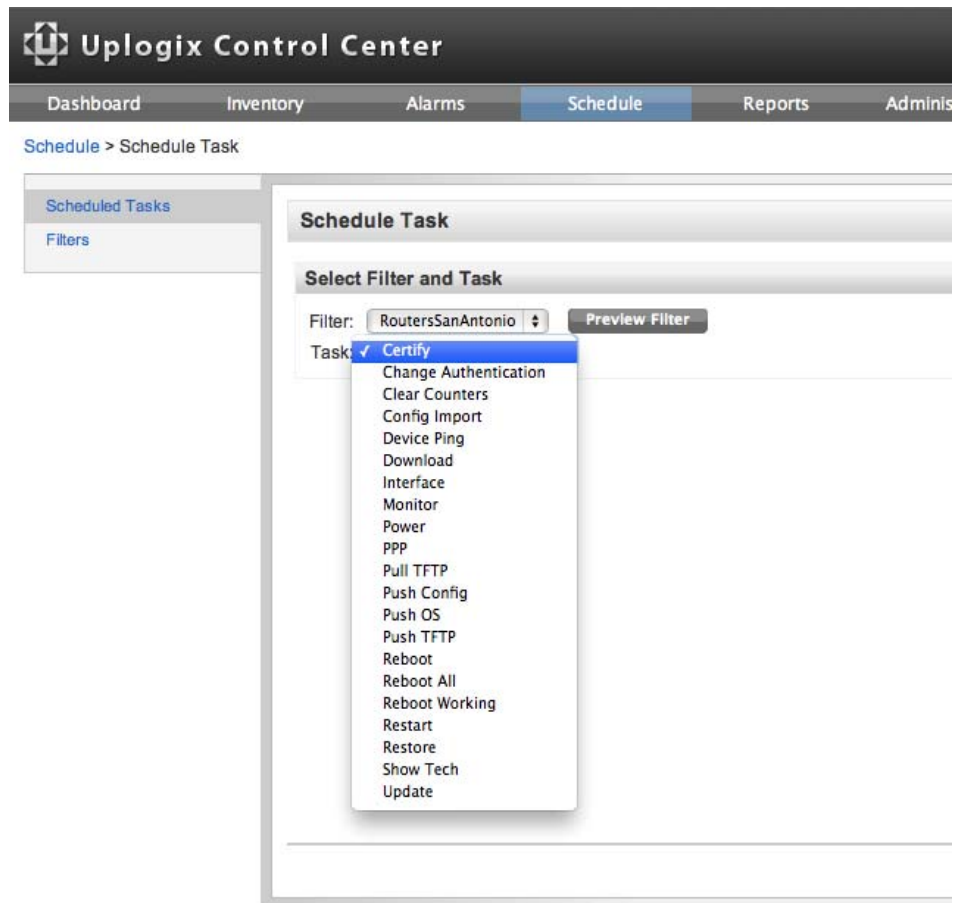 Uplogix Control Center
Dashboard Inventory Alarms Schedule Reports Adminis
Schedule > Schedule Task
Scheduled Tasks
Filters
Schedule Task
Select Filter and Task
Filter: RoutersSanAntonio Preview Filter
Task: ✓ Certify
Change Authentication
Clear Counters
Config Import
Device Ping
Download
Interface
Monitor
Power
PPP
Pull TFTP
Push Config
Push OS
Push TFTP
Reboot
Reboot All
Reboot Working
Restart
Restore
Show Tech
Update